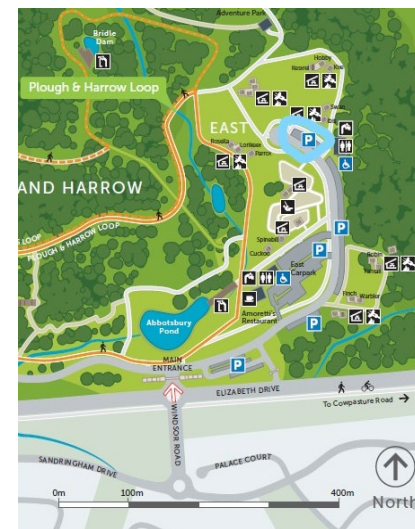 Adventure Park
Bridle
Dam
Hobby
Plough & Harrow Loop
EAST
Rosella
Lorikeet
Parrot
AND HARROW
LOOP
PLOUGH & HARROW LOOP
Spinebill
Cuckoo
East
Carpark
Robin
Finch
Warbler
Amoretti's
Restaurant
Abbotsbury
Pond
MAIN
ENTRANCE
ELIZABETH DRIVE
To Cowpasture Road
WINDSOR ROAD
SANDRINGHAM DRIVE
PALACE COURT
0m
100m
400m
North
P
P
P
P
P